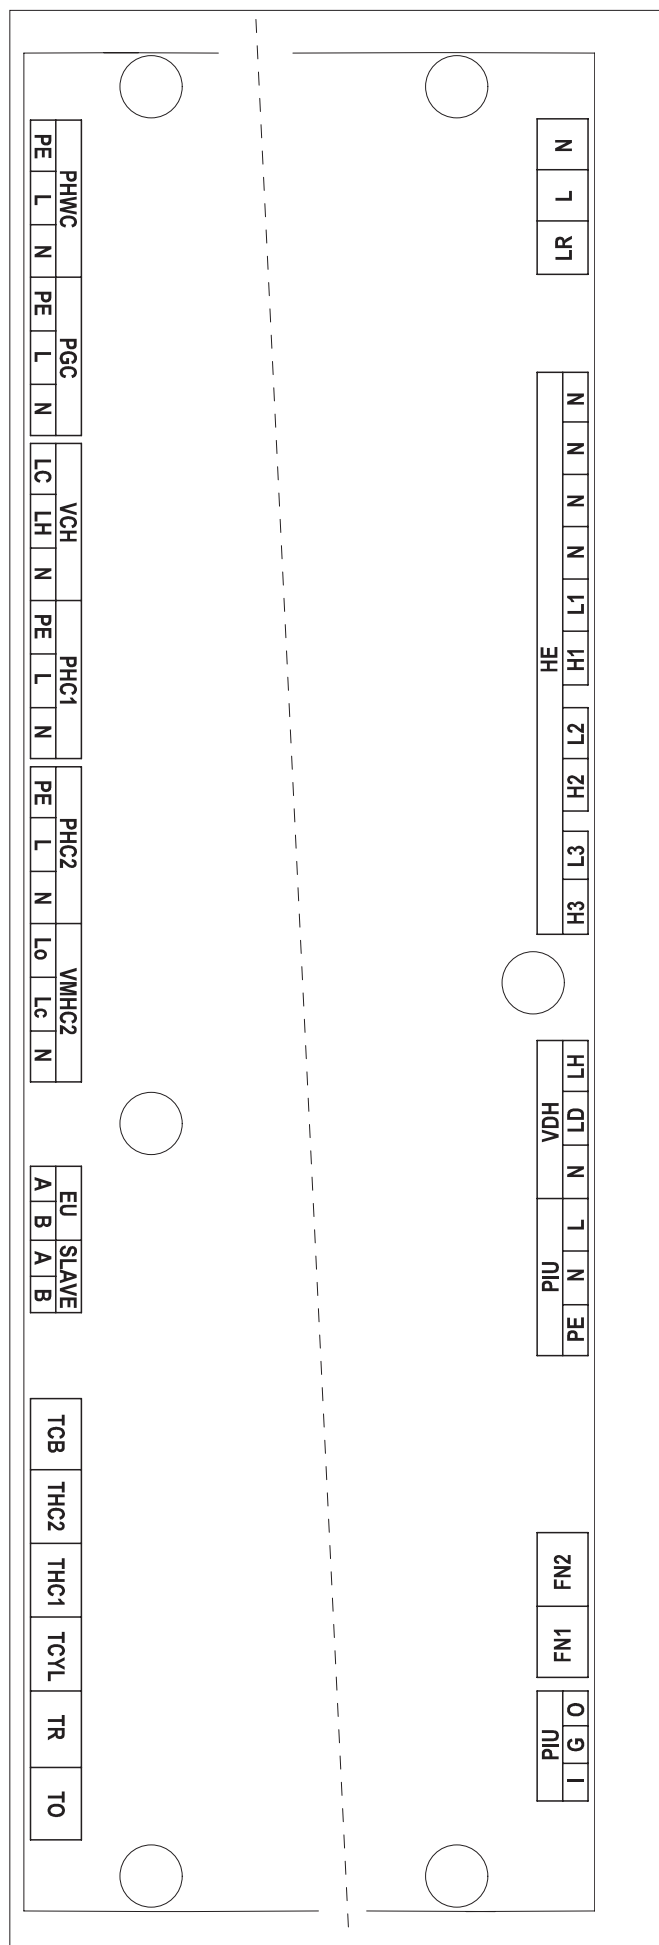 PHWC
PE L N
PGC
PE L N
VCH
LC LH N
PHC1
PE L N
PHC2
PE L N
VMHC2
Lo Lc N
EU
A B
SLAVE
A B
TCB
THC2
THC1
TCYL
TR
TO
N
L
LR
HE
N N N N L1 H1 L2 H2 L3 H3
VDH
LH LD N
PIU
L N PE
FN2
FN1
PIU
O G I